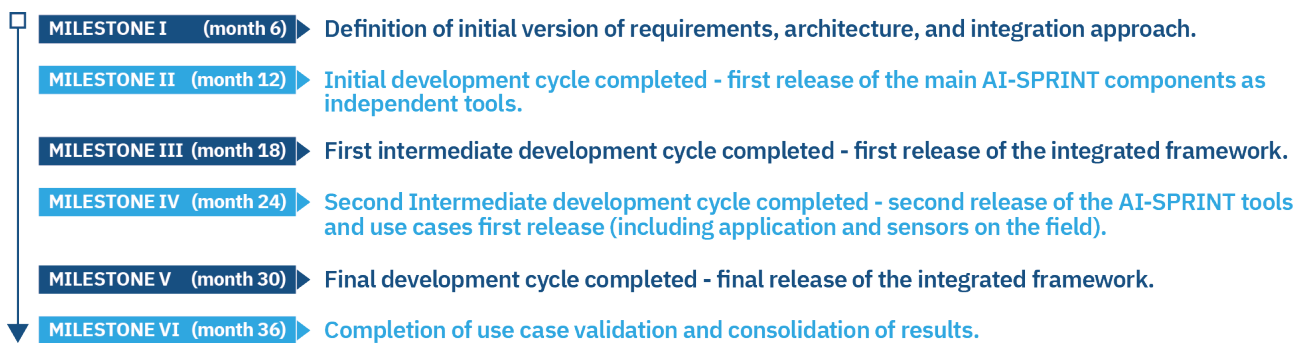 MILESTONE I (month 6) Definition of initial version of requirements, architecture, and integration approach.
MILESTONE II (month 12) Initial development cycle completed - first release of the main AI-SPRINT components as
independent tools.
MILESTONE III (month 18) First intermediate development cycle completed - first release of the integrated framework.
MILESTONE IV (month 24) Second Intermediate development cycle completed - second release of the AI-SPRINT tools
and use cases first release (including application and sensors on the field).
MILESTONE V (month 30) Final development cycle completed - final release of the integrated framework.
MILESTONE VI (month 36) Completion of use case validation and consolidation of results.